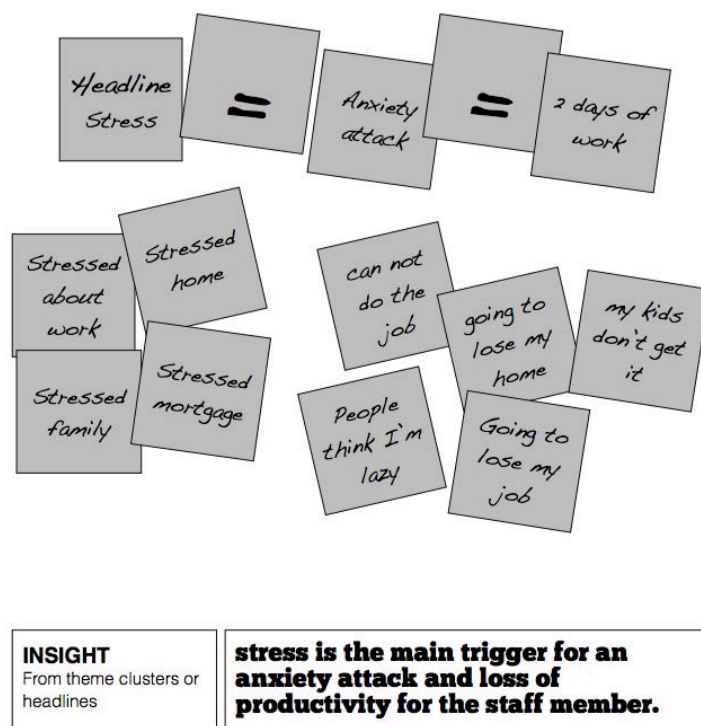 Headline
Stress
=
Anxiety
attack
=
2 days of
work
Stressed
about
work
Stressed
home
Stressed
family
Stressed
mortgage
can not
do the
job
going to
lose my
home
my kids
don't get
it
People
think I'm
lazy
Going to
lose my
job
INSIGHT
From theme clusters or
headlines
stress is the main trigger for an
anxiety attack and loss of
productivity for the staff member.